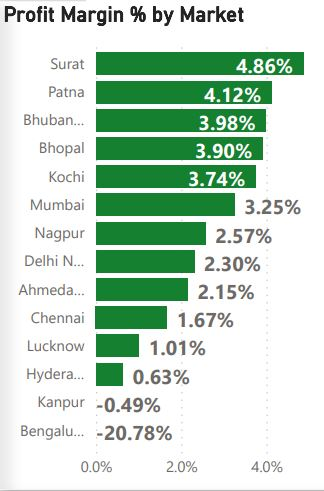 Profit Margin % by Market
Surat 4.86%
Patna 4.12%
Bhuban... 3.98%
Bhopal 3.90%
Kochi 3.74%
Mumbai 3.25%
Nagpur 2.57%
Delhi N... 2.30%
Ahmeda... 2.15%
Chennai 1.67%
Lucknow 1.01%
Hydera... 0.63%
Kanpur -0.49%
Bengalu... -20.78%
0.0% 2.0% 4.0%